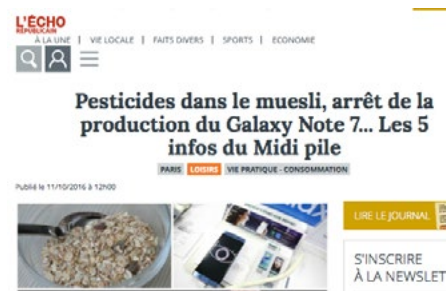 L'ÉCHO
RÉPUBLICAIN
À LA UNE | VIE LOCALE | FAITS DIVERS | SPORTS | ECONOMIE
Pesticides dans le muesli, arrêt de la
production du Galaxy Note 7... Les 5
infos du Midi pile
PARIS LOISIRS VIE PRATIQUE - CONSOMMATION
Publié le 11/10/2016 à 12h00
LIRE LE JOURNAL
S'INSCRIRE
À LA NEWSLET